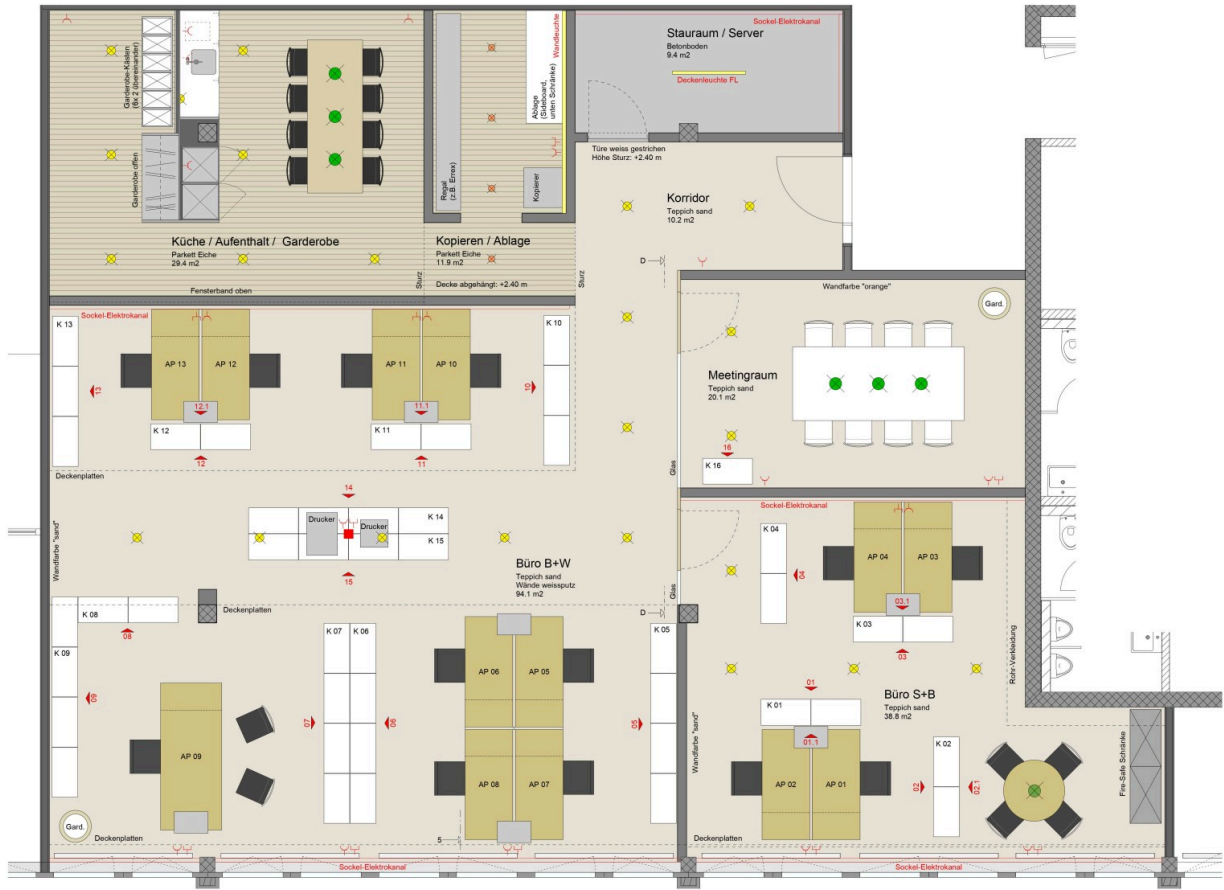 Sockel-Elektrokanal
Stauraum / Server
Betonboden
9.4 m2
Deckenleuchte FL
Wandleuchte
Ablage
(Sideboard,
unten Schränke)
Garderobe-Kästen
(6x 2 übereinander)
Garderobe offen
Regal
(z.B. Errex)
Kopierer
Türe weiss gestrichen
Höhe Sturz: +2.40 m
Korridor
Teppich sand
10.2 m2
Küche / Aufenthalt / Garderobe
Parkett Eiche
29.4 m2
Kopieren / Ablage
Parkett Eiche
11.9 m2
Decke abgehängt: +2.40 m
Sturz
Sturz
Fensterband oben
D
Wandfarbe "orange"
Gard.
K 13
Sockel-Elektrokanal
AP 13
AP 12
12.1
K 12
12
13
AP 11
AP 10
11.1
K 11
11
K 10
10
Meetingraum
Teppich sand
20.1 m2
16
K 16
Glas
Deckenplatten
14
Drucker
Drucker
K 14
K 15
15
Wandfarbe "sand"
Büro B+W
Teppich sand
Wände weissputz
94.1 m2
Glas
D
Deckenplatten
Sockel-Elektrokanal
K 04
04
AP 04
AP 03
03.1
K 03
03
Rohr-Verkleidung
K 08
08
K 09
09
AP 09
K 07
K 06
07
06
AP 06
AP 05
AP 08
AP 07
K 05
05
01
K 01
01.1
AP 02
AP 01
Büro S+B
Teppich sand
38.8 m2
Wandfarbe "sand"
K 02
02
02.1
Fire-Safe Schränke
Gard.
Deckenplatten
S
Deckenplatten
Sockel-Elektrokanal
Sockel-Elektrokanal